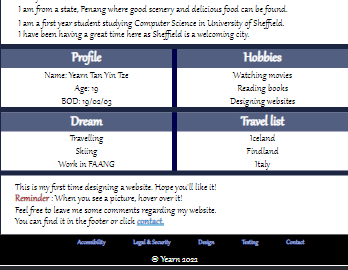 I am from a state, Penang where good scenery and delicious food can be found.
I am a first year student studying Computer Science in University of Sheffield.
I have been having a great time here as Sheffield is a welcoming city.
Profile
Name: Yearn Tan Yin Tze
Age: 19
BOD: 19/02/03
Hobbies
Watching movies
Reading books
Designing websites
Dream
Travelling
Skiing
Work in FAANG
Travel list
Iceland
Findland
Italy
This is my first time designing a website. Hope you'll like it!
Reminder : When you see a picture, hover over it!
Feel free to leave me some comments regarding my website.
You can find it in the footer or click contact.
Accessibility Legal & Security Design Testing Contact
© Yearn 2022